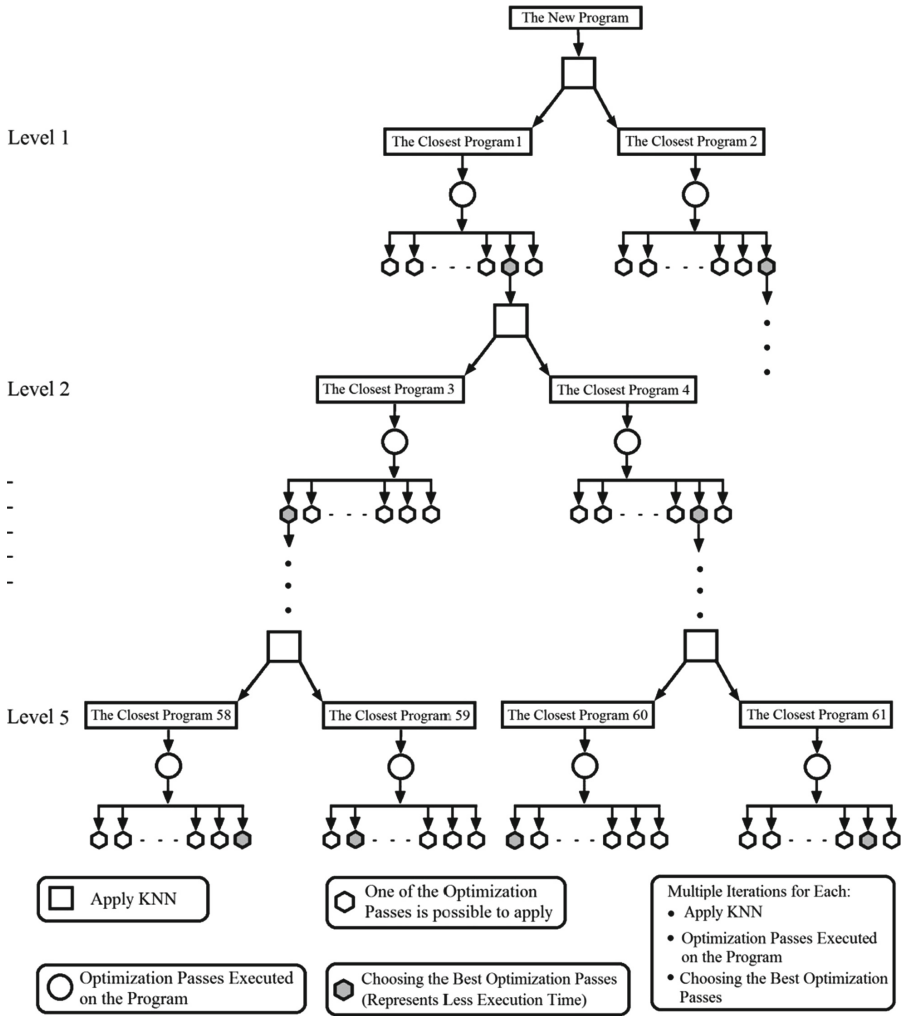 The New Program
Level 1
The Closest Program 1
The Closest Program 2
Level 2
The Closest Program 3
The Closest Program 4
Level 5
The Closest Program 58
The Closest Program 59
The Closest Program 60
The Closest Program 61
Apply KNN
One of the Optimization
Passes is possible to apply
Optimization Passes Executed
on the Program
Choosing the Best Optimization Passes
(Represents Less Execution Time)
Multiple Iterations for Each:
• Apply KNN
• Optimization Passes Executed
on the Program
• Choosing the Best Optimization
Passes